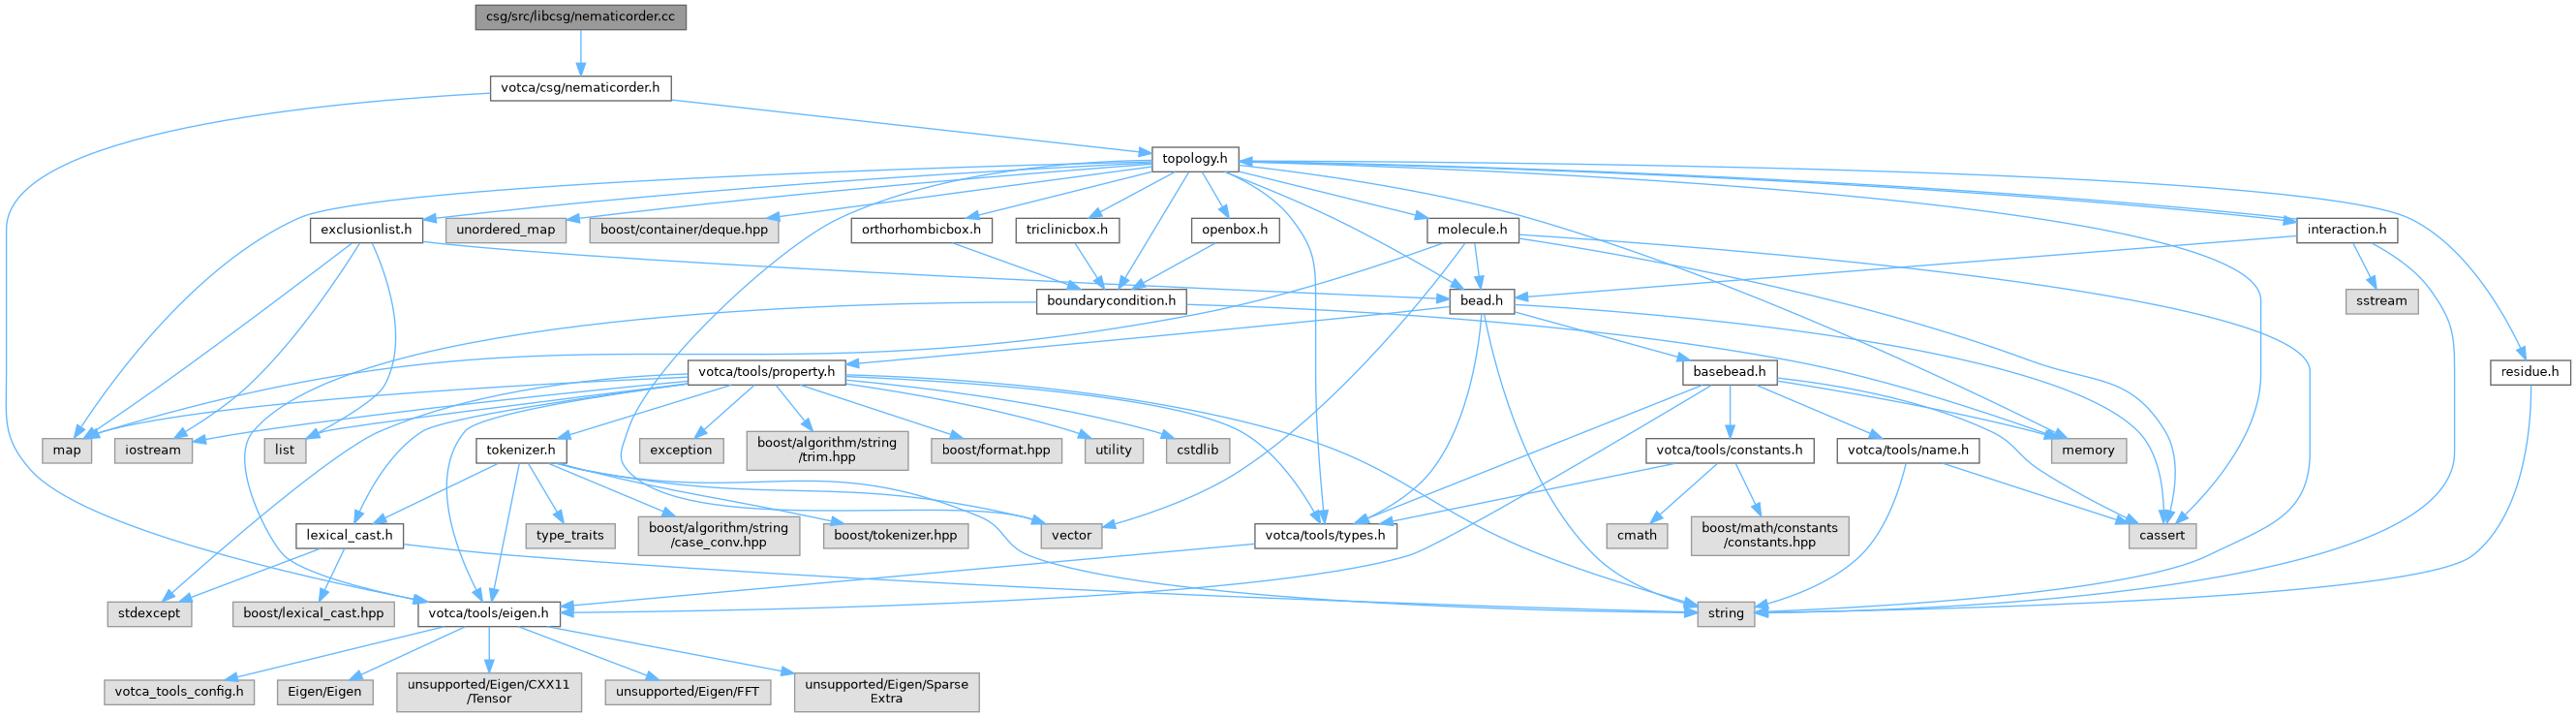 csg/src/libcsg/nematicorder.cc
votca/csg/nematicorder.h
topology.h
exclusionlist.h
unordered_map
boost/container/deque.hpp
orthorhombicbox.h
triclinicbox.h
openbox.h
molecule.h
interaction.h
boundarycondition.h
bead.h
sstream
votca/tools/property.h
basebead.h
residue.h
map
iostream
list
tokenizer.h
exception
boost/algorithm/string
/trim.hpp
boost/format.hpp
utility
cstdlib
votca/tools/constants.h
votca/tools/name.h
memory
lexical_cast.h
type_traits
boost/algorithm/string
/case_conv.hpp
boost/tokenizer.hpp
vector
votca/tools/types.h
cmath
boost/math/constants
/constants.hpp
cassert
stdexcept
boost/lexical_cast.hpp
votca/tools/eigen.h
string
votca_tools_config.h
Eigen/Eigen
unsupported/Eigen/CXX11
/Tensor
unsupported/Eigen/FFT
unsupported/Eigen/Sparse
Extra